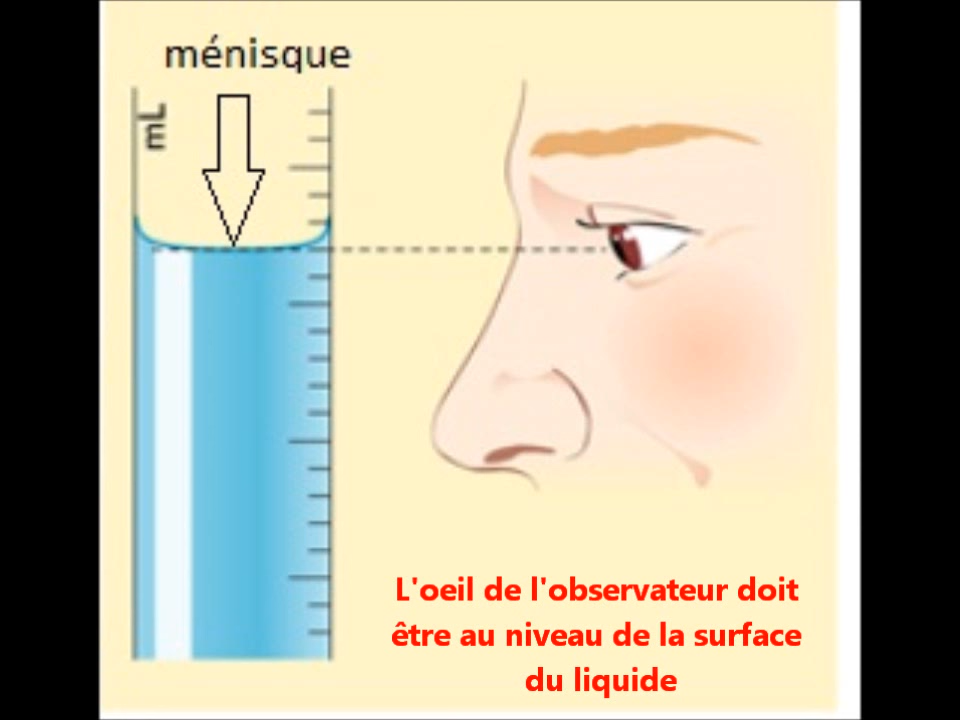 ménisque
mL
L'oeil de l'observateur doit
être au niveau de la surface
du liquide